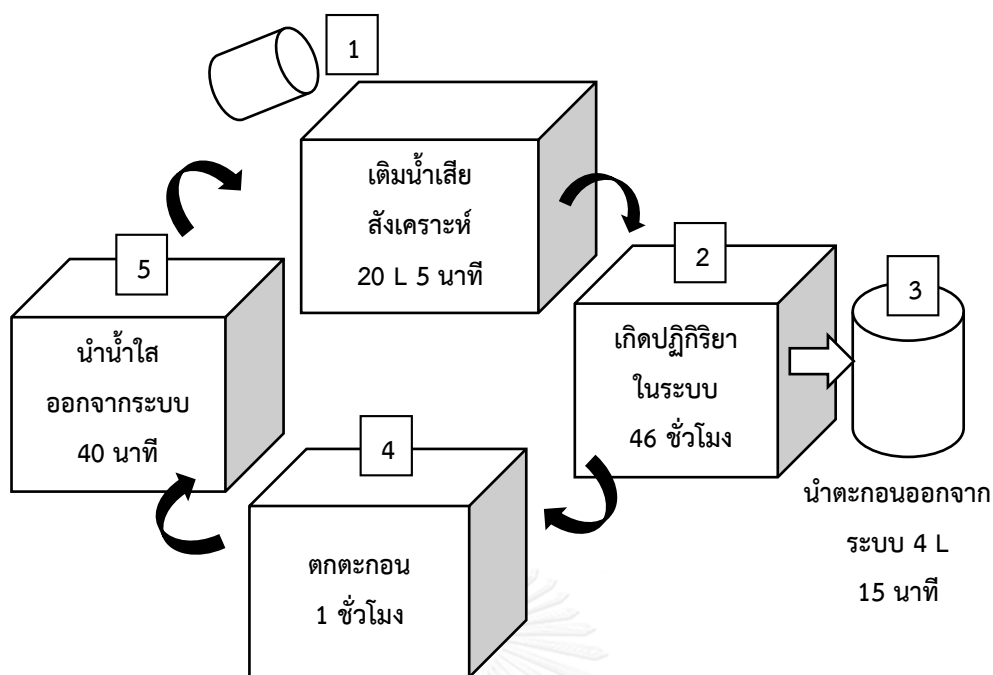 1
เติมน้ำเสีย
สังเคราะห์
20 L 5 นาที
2
เกิดปฏิกิริยา
ในระบบ
46 ชั่วโมง
3
นำตะกอนออกจาก
ระบบ 4 L
15 นาที
4
ตกตะกอน
1 ชั่วโมง
5
นำน้ำใส
ออกจากระบบ
40 นาที